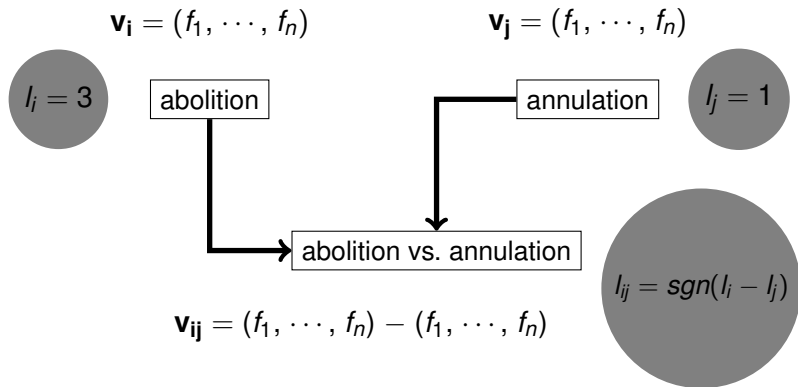 v_i = (f_1, ⋯, f_n)
v_j = (f_1, ⋯, f_n)
l_i = 3
abolition
annulation
l_j = 1
abolition vs. annulation
l_ij = sgn(l_i − l_j)
v_ij = (f_1, ⋯, f_n) − (f_1, ⋯, f_n)